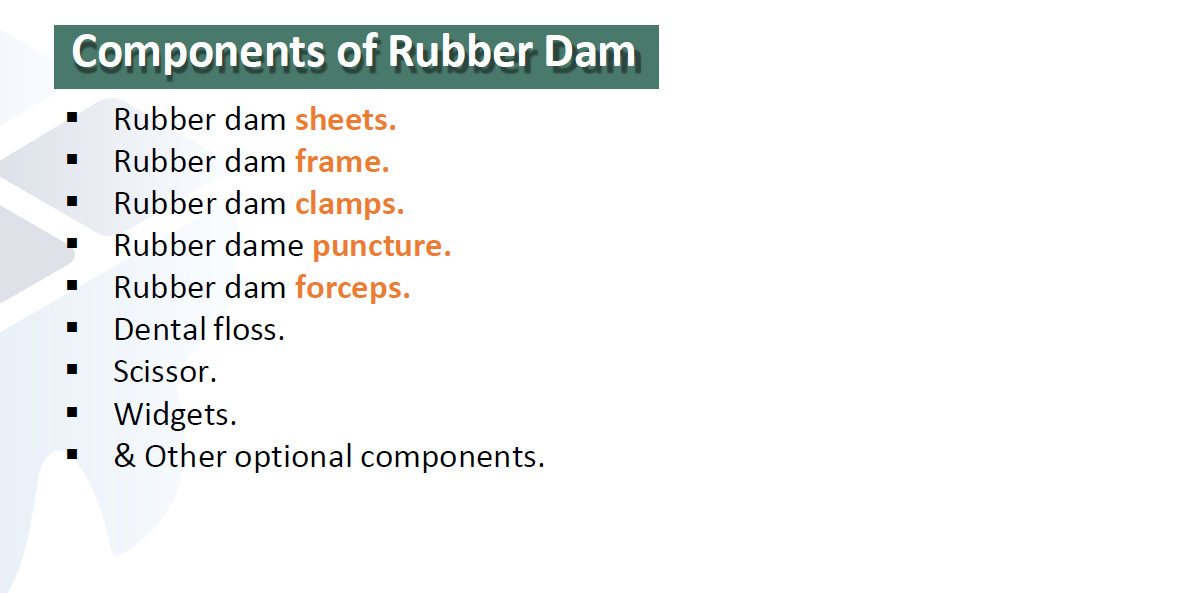 Components of Rubber Dam
▪ Rubber dam sheets.
▪ Rubber dam frame.
▪ Rubber dam clamps.
▪ Rubber dame puncture.
▪ Rubber dam forceps.
▪ Dental floss.
▪ Scissor.
▪ Widgets.
▪ & Other optional components.